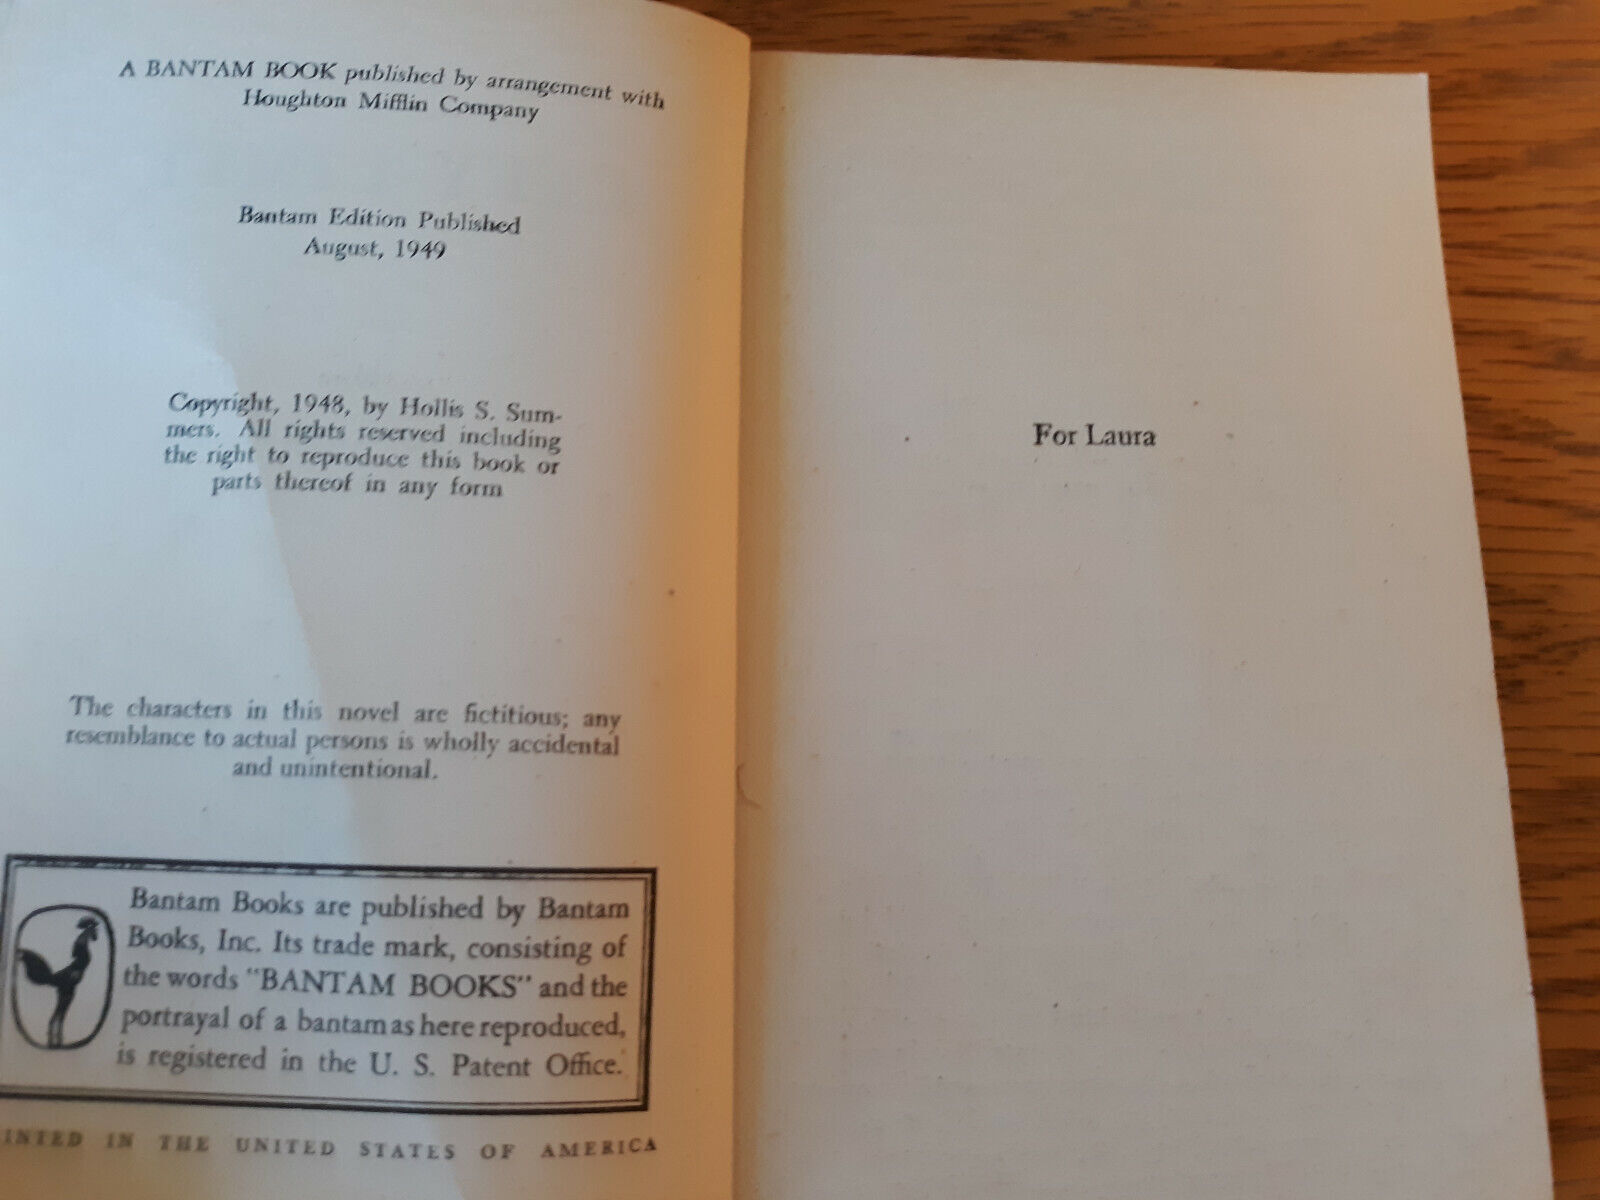 A BANTAM BOOK published by arrangement with
Houghton Mifflin Company
Bantam Edition Published
August, 1949
Copyright, 1948, by Hollis S. Sum-
mers. All rights reserved including
the right to reproduce this book or
parts thereof in any form
The characters in this novel are fictitious; any
resemblance to actual persons is wholly accidental
and unintentional.
Bantam Books are published by Bantam
Books, Inc. Its trade mark, consisting of
the words "BANTAM BOOKS" and the
portrayal of a bantam as here reproduced,
is registered in the U. S. Patent Office.
INTED IN THE UNITED STATES OF AMERICA
For Laura